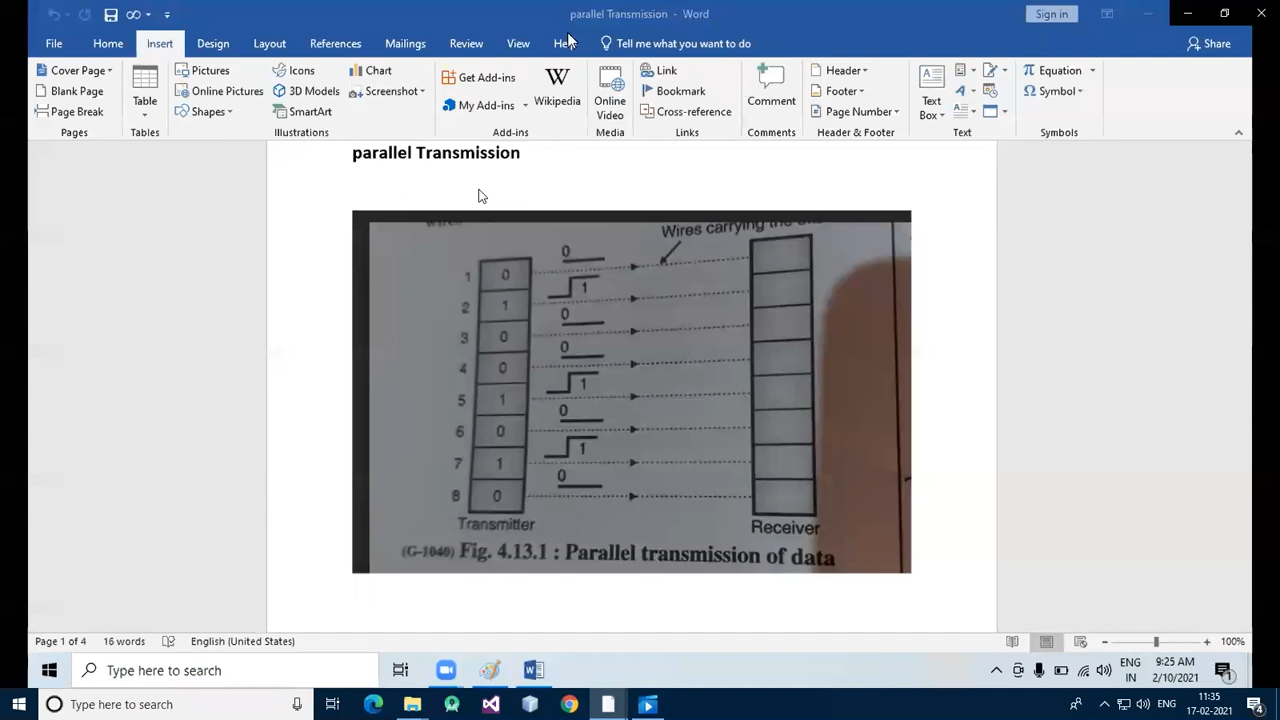 parallel Transmission - Word
Sign in
File Home Insert Design Layout References Mailings Review View Help Tell me what you want to do Share
Cover Page
Blank Page
Page Break
Pages
Table
Tables
Pictures
Online Pictures
Shapes
Icons
3D Models
SmartArt
Chart
Screenshot
Illustrations
Get Add-ins
My Add-ins
Wikipedia
Add-ins
Online Video
Media
Link
Bookmark
Cross-reference
Links
Comment
Comments
Header
Footer
Page Number
Header & Footer
Text Box
Text
Equation
Symbol
Symbols
parallel Transmission
Wires carrying the
1 0 0
2 1 1
3 0 0
4 0 0
5 1 1
6 0 0
7 1 1
8 0 0
Transmitter Receiver
(G-1040) Fig. 4.13.1 : Parallel transmission of data
Page 1 of 4 16 words English (United States) 100%
Type here to search ENG IN 9:25 AM 2/10/2021 1
Type here to search ENG 11:35 17-02-2021 4